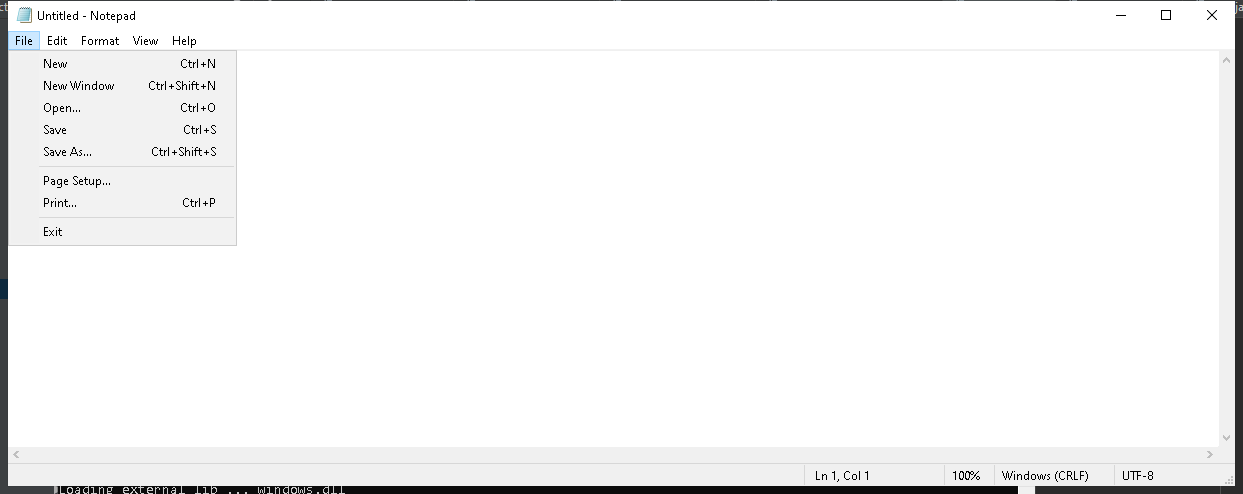 Untitled - Notepad
File Edit Format View Help
New Ctrl+N
New Window Ctrl+Shift+N
Open... Ctrl+O
Save Ctrl+S
Save As... Ctrl+Shift+S
Page Setup...
Print... Ctrl+P
Exit
Ln 1, Col 1 100% Windows (CRLF) UTF-8
Loading external lib ... windows.dll